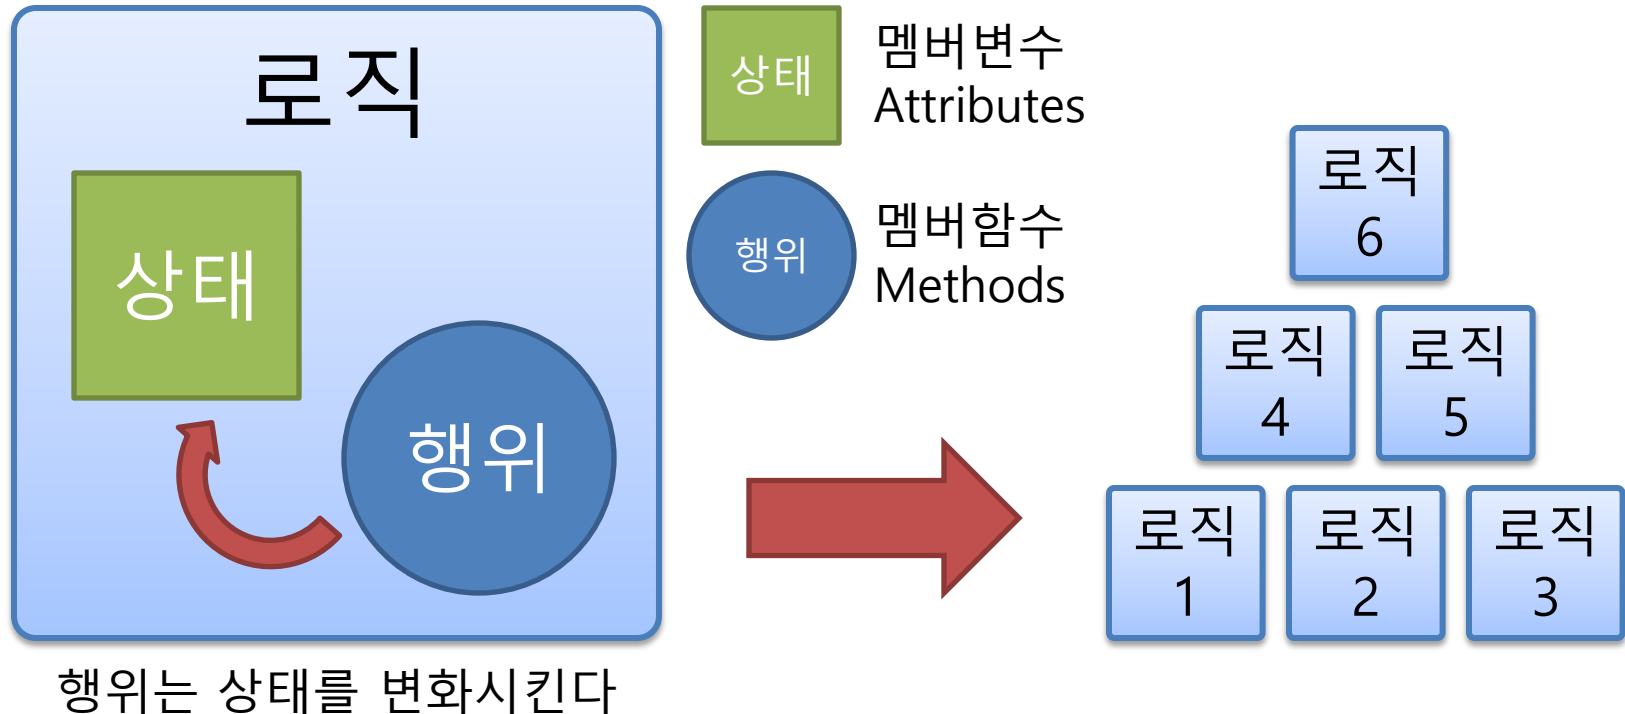 로직
상태
행위
행위는 상태를 변화시킨다
상태
멤버변수
Attributes
행위
멤버함수
Methods
로직
6
로직
4
로직
5
로직
1
로직
2
로직
3